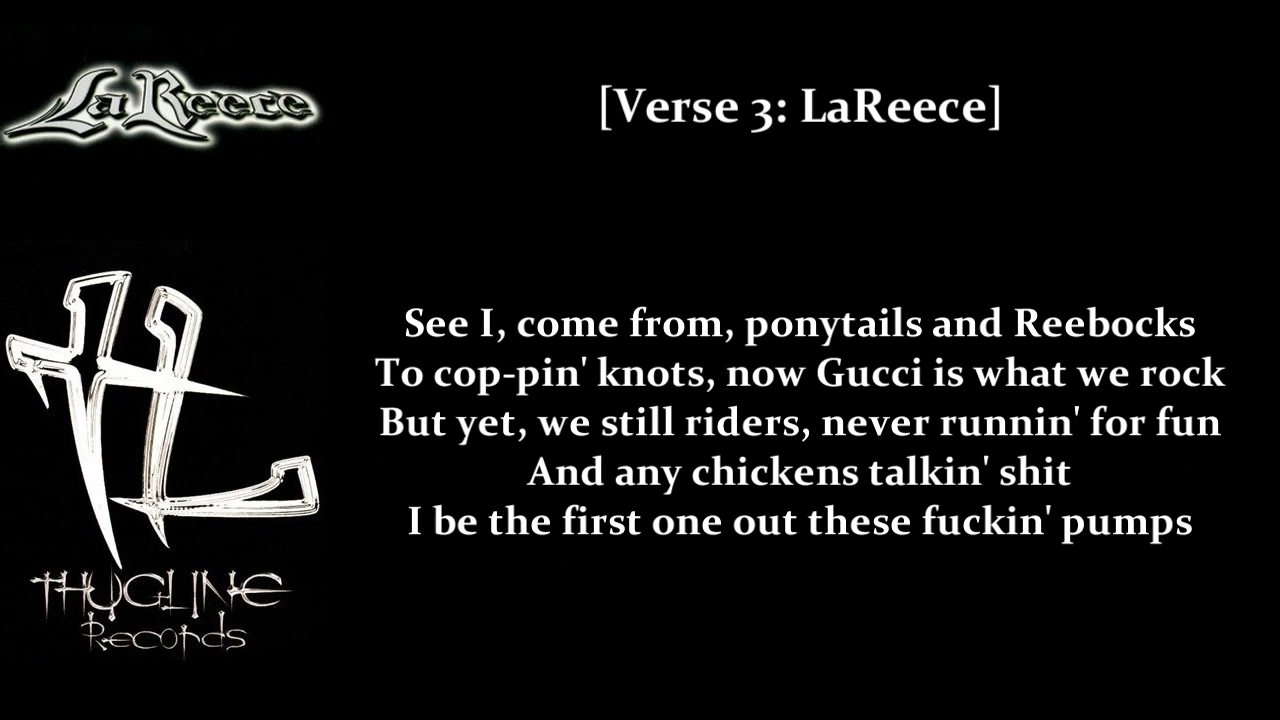 LaReece
[Verse 3: LaReece]
See I, come from, ponytails and Reebocks
To cop-pin' knots, now Gucci is what we rock
But yet, we still riders, never runnin' for fun
And any chickens talkin' shit
I be the first one out these fuckin' pumps
TL
THUGLINE
Records